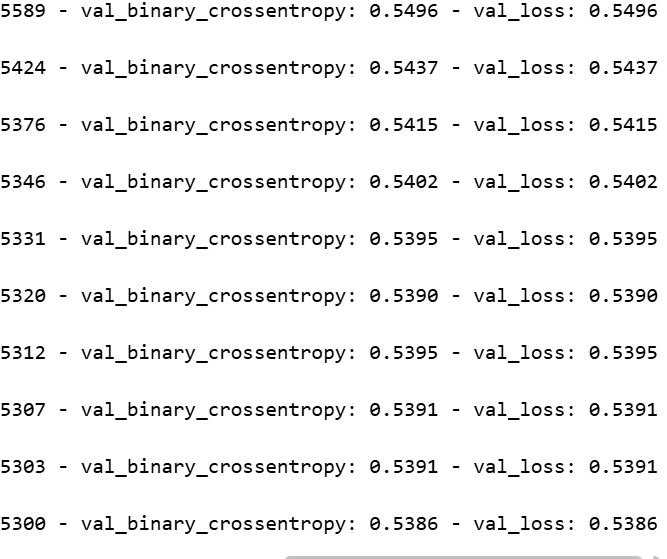 5589 - val_binary_crossentropy: 0.5496 - val_loss: 0.5496
5424 - val_binary_crossentropy: 0.5437 - val_loss: 0.5437
5376 - val_binary_crossentropy: 0.5415 - val_loss: 0.5415
5346 - val_binary_crossentropy: 0.5402 - val_loss: 0.5402
5331 - val_binary_crossentropy: 0.5395 - val_loss: 0.5395
5320 - val_binary_crossentropy: 0.5390 - val_loss: 0.5390
5312 - val_binary_crossentropy: 0.5395 - val_loss: 0.5395
5307 - val_binary_crossentropy: 0.5391 - val_loss: 0.5391
5303 - val_binary_crossentropy: 0.5391 - val_loss: 0.5391
5300 - val_binary_crossentropy: 0.5386 - val_loss: 0.5386